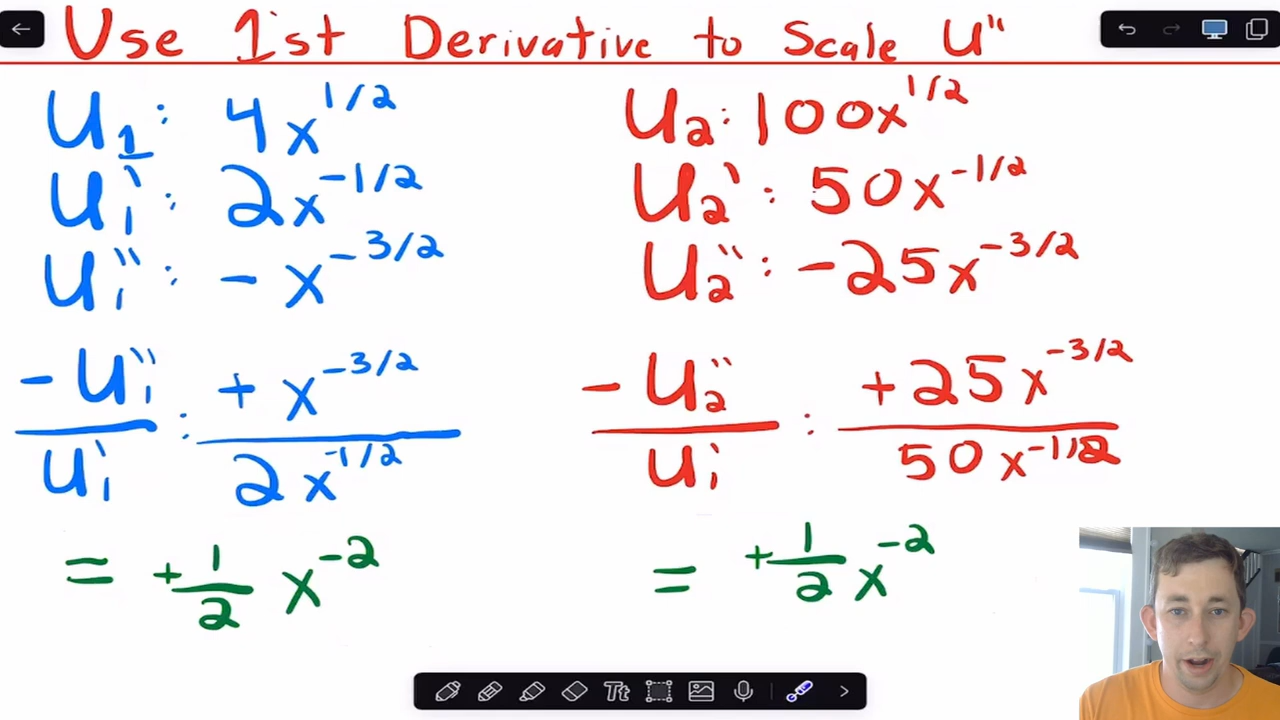 Use 1st Derivative to Scale U''
U₁: 4x^1/2
U₁': 2x^-1/2
U₁'': - x^-3/2
-U₁''/U₁' : + x^-3/2 / 2x^-1/2
= +1/2 x^-2
U₂: 100x^1/2
U₂': 50x^-1/2
U₂'': -25x^-3/2
-U₂''/U₁' : +25x^-3/2 / 50x^-1/2
= +1/2 x^-2
Tt